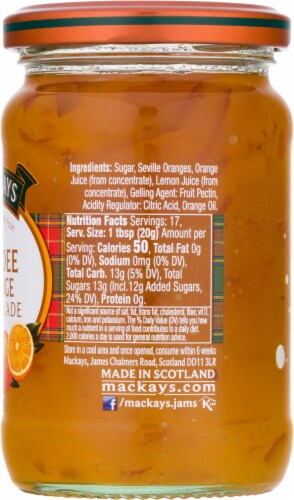 KAYS
Ingredients: Sugar, Seville Oranges, Orange
Juice (from concentrate), Lemon Juice (from
concentrate), Gelling Agent: Fruit Pectin,
Acidity Regulator: Citric Acid, Orange Oil.
DEE
GE
ADE
Nutrition Facts Servings: 17,
Serv. Size: 1 tbsp (20g) Amount per
Serving: Calories 50, Total Fat 0g
(0% DV), Sodium 0mg (0% DV),
Total Carb. 13g (5% DV), Total
Sugars 13g (Incl.12g Added Sugars,
24% DV), Protein 0g.
Not a significant source of sat. fat, trans fat, cholesterol, fiber, vit D,
calcium, iron and potassium. The % Daily Value (DV) tells you how
much a nutrient in a serving of food contributes to a daily diet.
2,000 calories a day is used for general nutrition advice.
Store in a cool area and once opened, consume within 6 weeks
Mackays, James Chalmers Road, Scotland DD11 3LR
MADE IN SCOTLAND
mackays.com
f /mackays.jams K